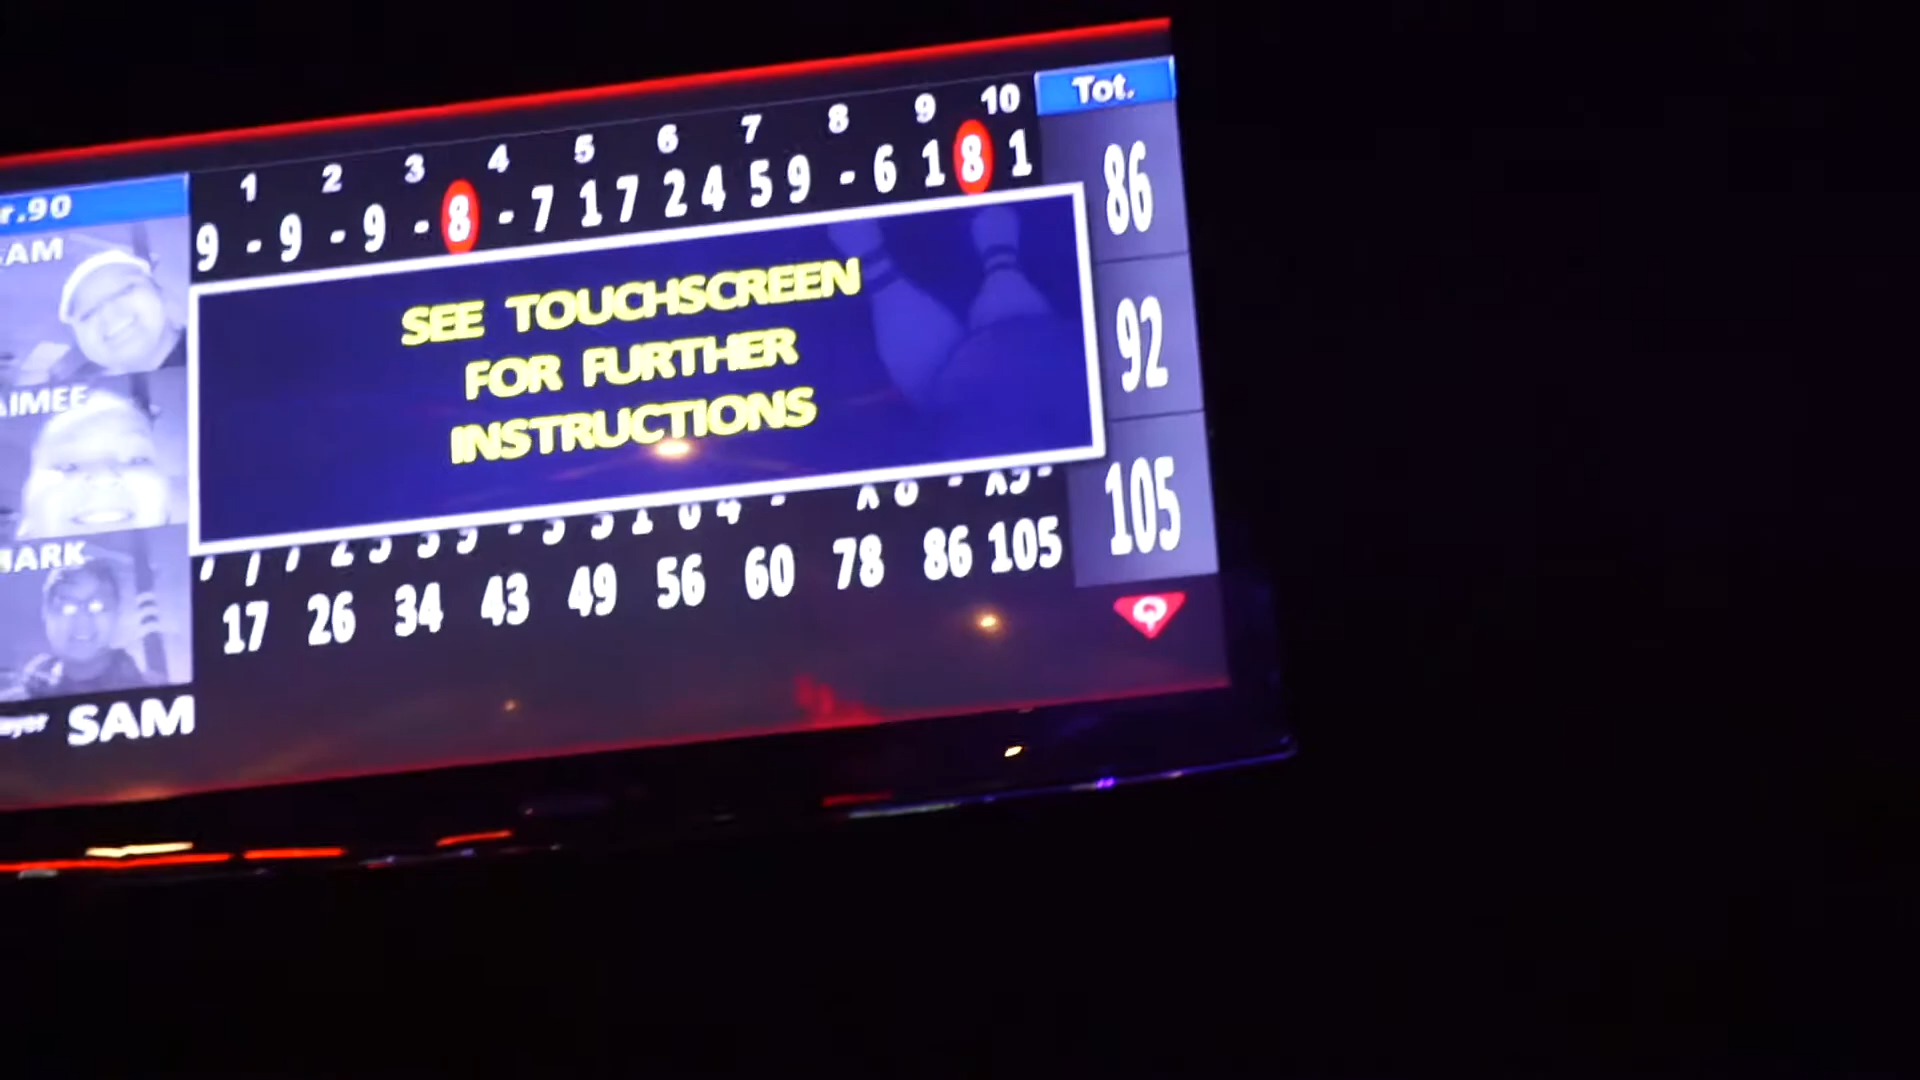 1 2 3 4 5 6 7 8 9 10 Tot.
r.90
9 - 9 - 9 - 8 - 7 1 7 2 4 5 9 - 6 1 8 1
86
AM
SEE TOUCHSCREEN
FOR FURTHER
INSTRUCTIONS
92
IMEE
105
ARK
17 26 34 43 49 56 60 78 86 105
SAM